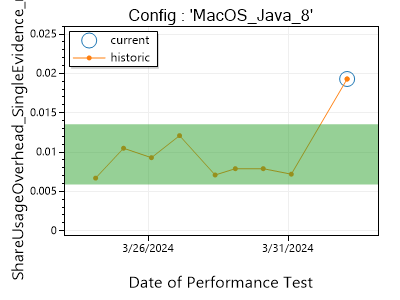 Config : 'MacOS_Java_8'
current
historic
0.025
0.02
0.015
0.01
0.005
0
ShareUsageOverhead_SingleEvidence_
3/26/2024
3/31/2024
Date of Performance Test